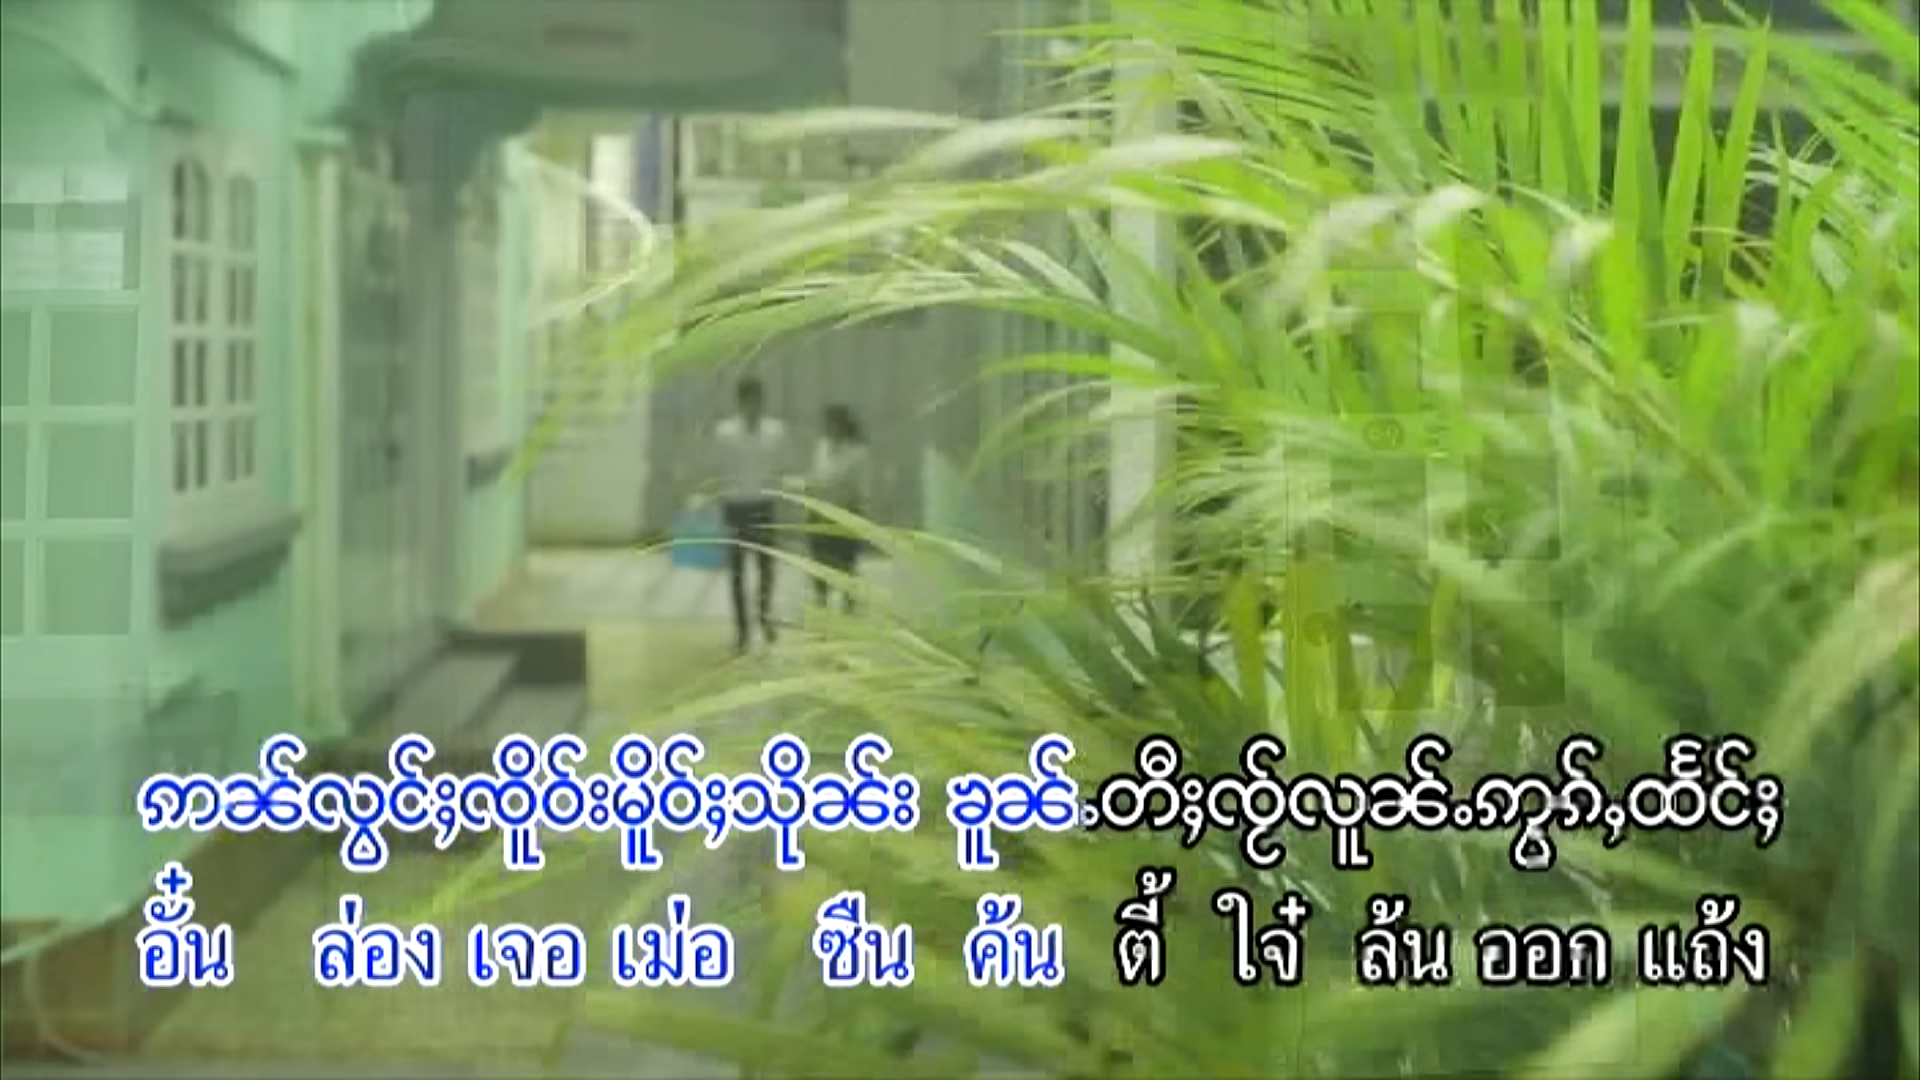 ဢၼ်လွင်ႈၸိူဝ်းမိူဝ်ႈသိုၼ်း ၶူၼ်ႉတီႈၸႂ်လူၼ်ႉဢွၵ်ႇထႅင်ႈ
อั๋น ล่อง เจอ เม่อ ซืน ค้น ตี้ ใจ๋ ล้น ออก แถ้ง